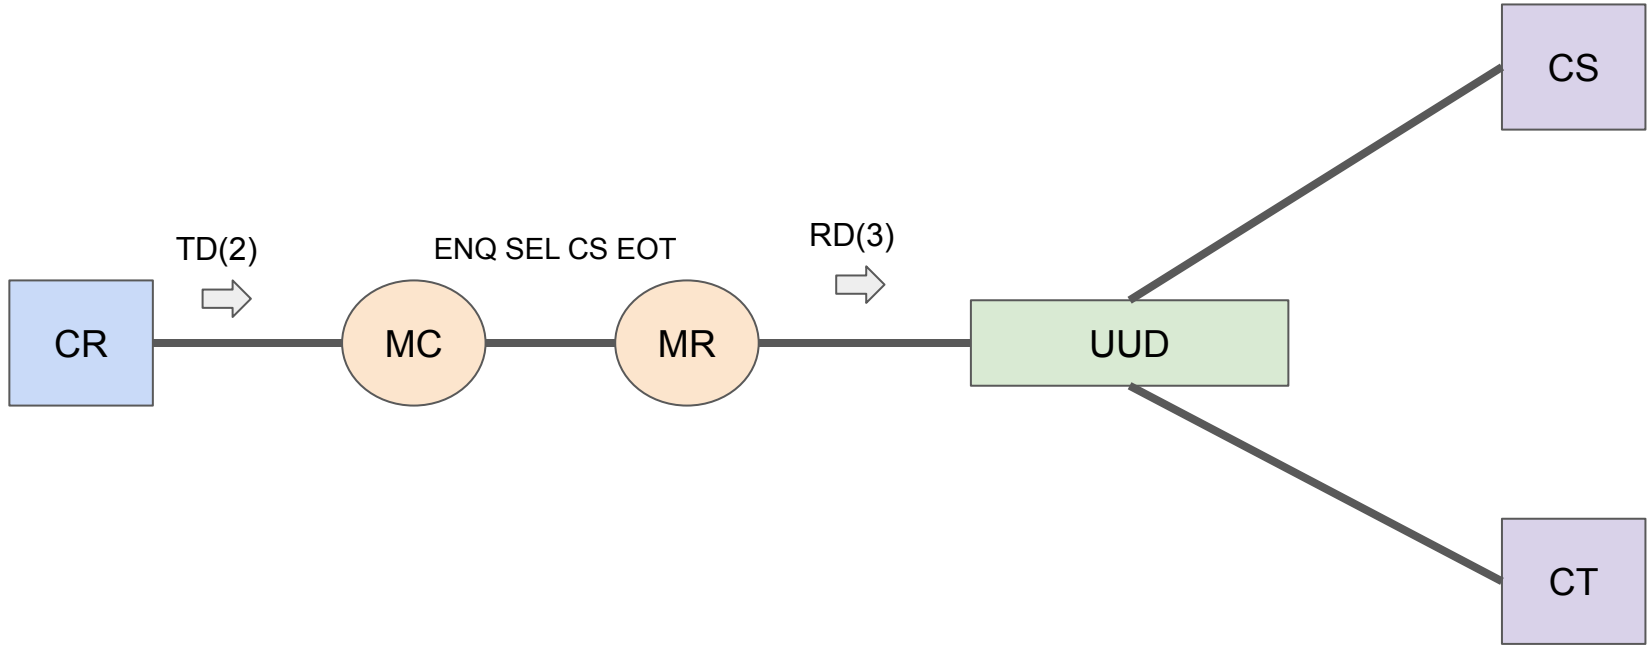 CS
TD(2)
ENQ SEL CS EOT
RD(3)
CR
MC
MR
UUD
CT